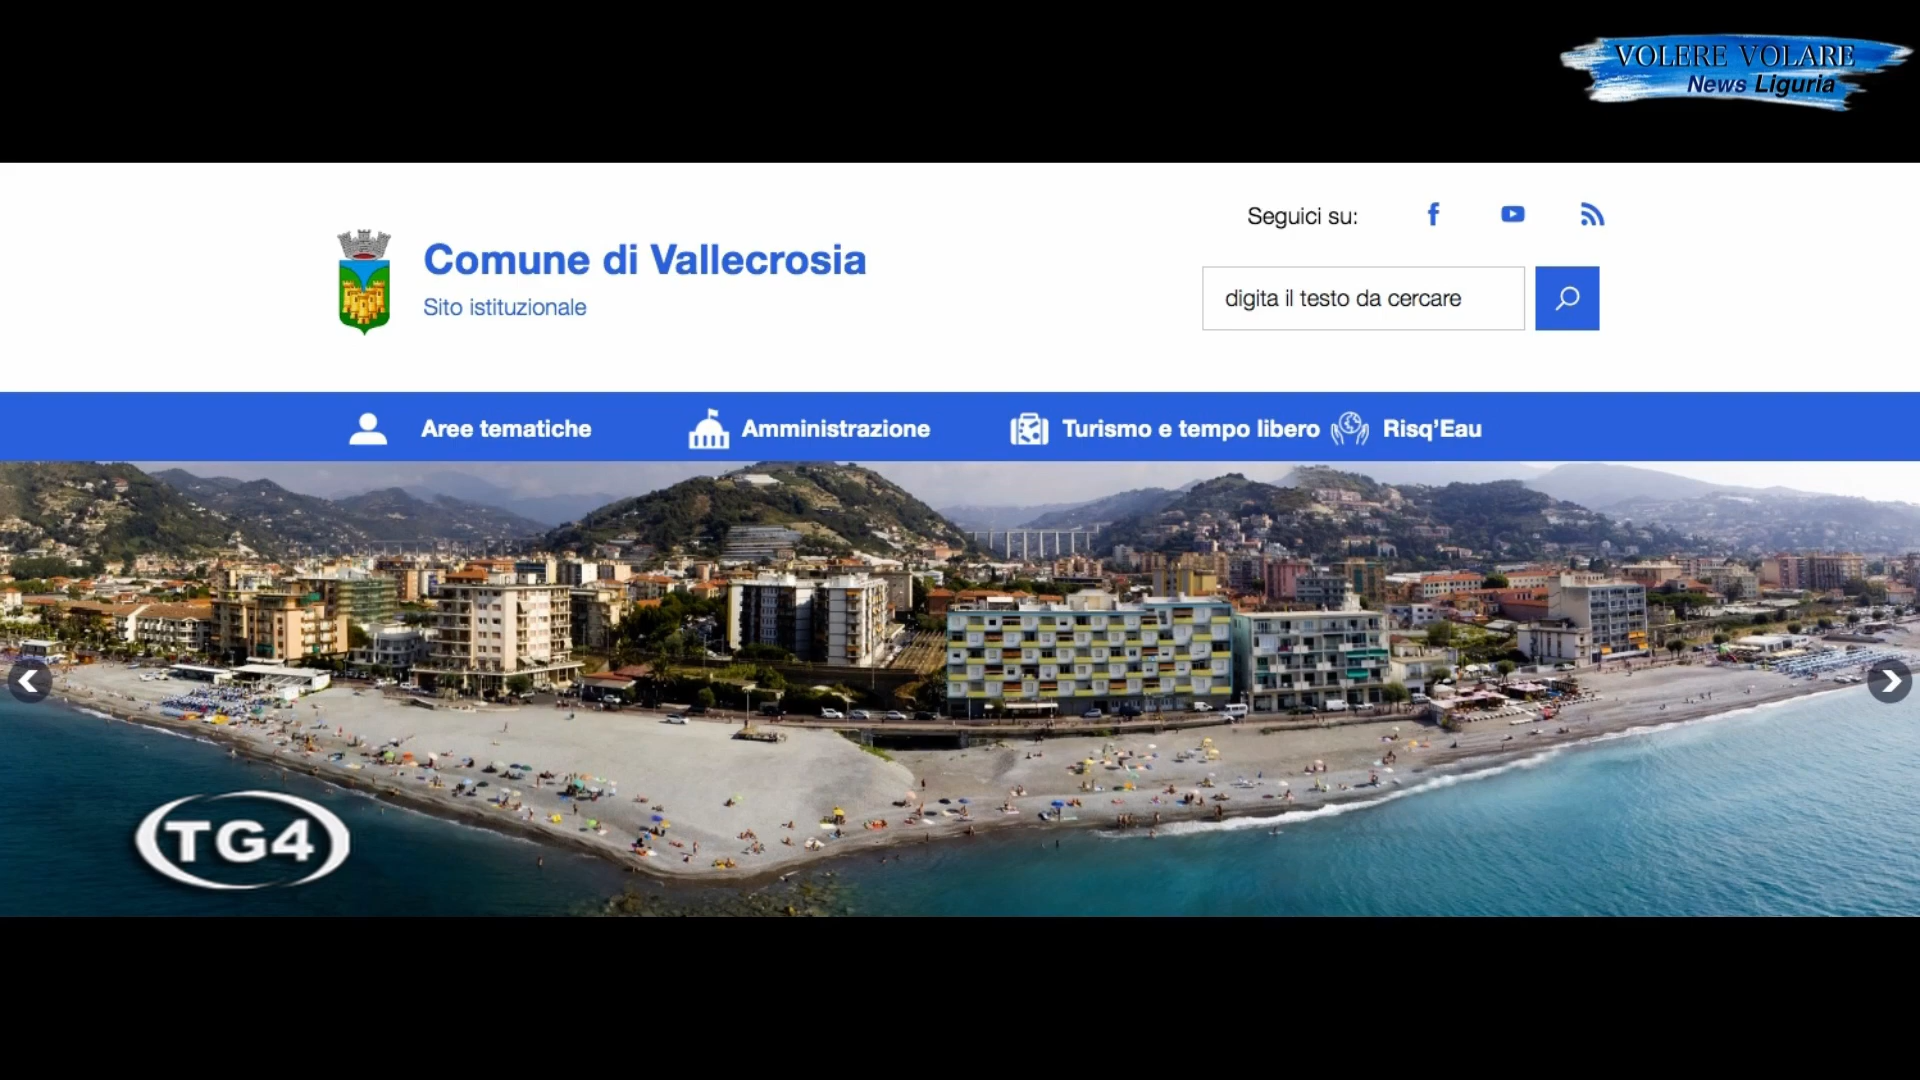 VOLERE VOLARE
News Liguria
Seguici su:
Comune di Vallecrosia
Sito istituzionale
digita il testo da cercare
Aree tematiche
Amministrazione
Turismo e tempo libero
Risq'Eau
TG4